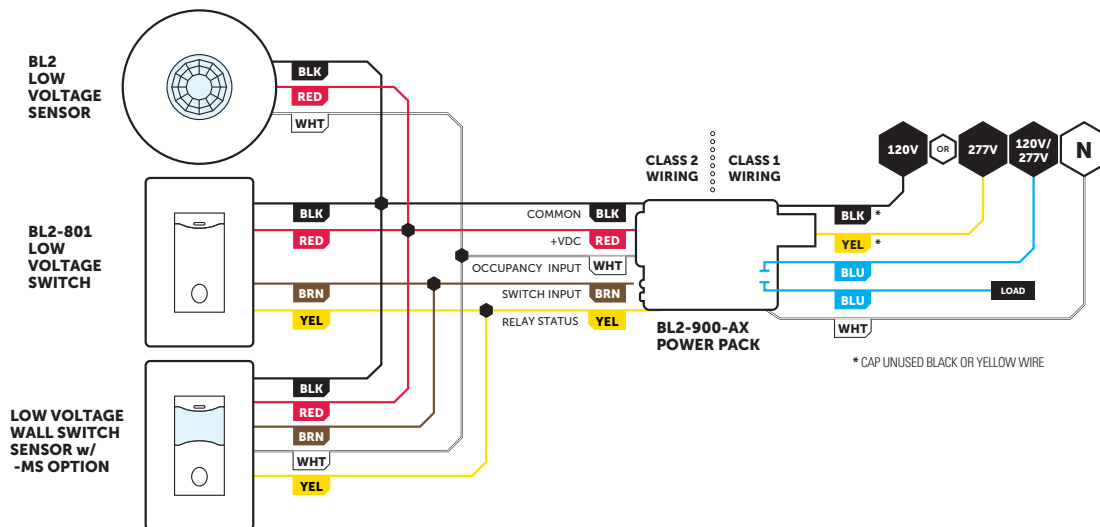 BL2
LOW
VOLTAGE
SENSOR
BLK
RED
WHT
BL2-801
LOW
VOLTAGE
SWITCH
BLK
RED
BRN
YEL
LOW VOLTAGE
WALL SWITCH
SENSOR w/
-MS OPTION
BLK
RED
BRN
WHT
YEL
CLASS 2
WIRING
CLASS 1
WIRING
COMMON BLK
+VDC RED
OCCUPANCY INPUT WHT
SWITCH INPUT BRN
RELAY STATUS YEL
BL2-900-AX
POWER PACK
120V
OR
277V
120V/
277V
N
BLK *
YEL *
BLU
BLU
LOAD
WHT
* CAP UNUSED BLACK OR YELLOW WIRE